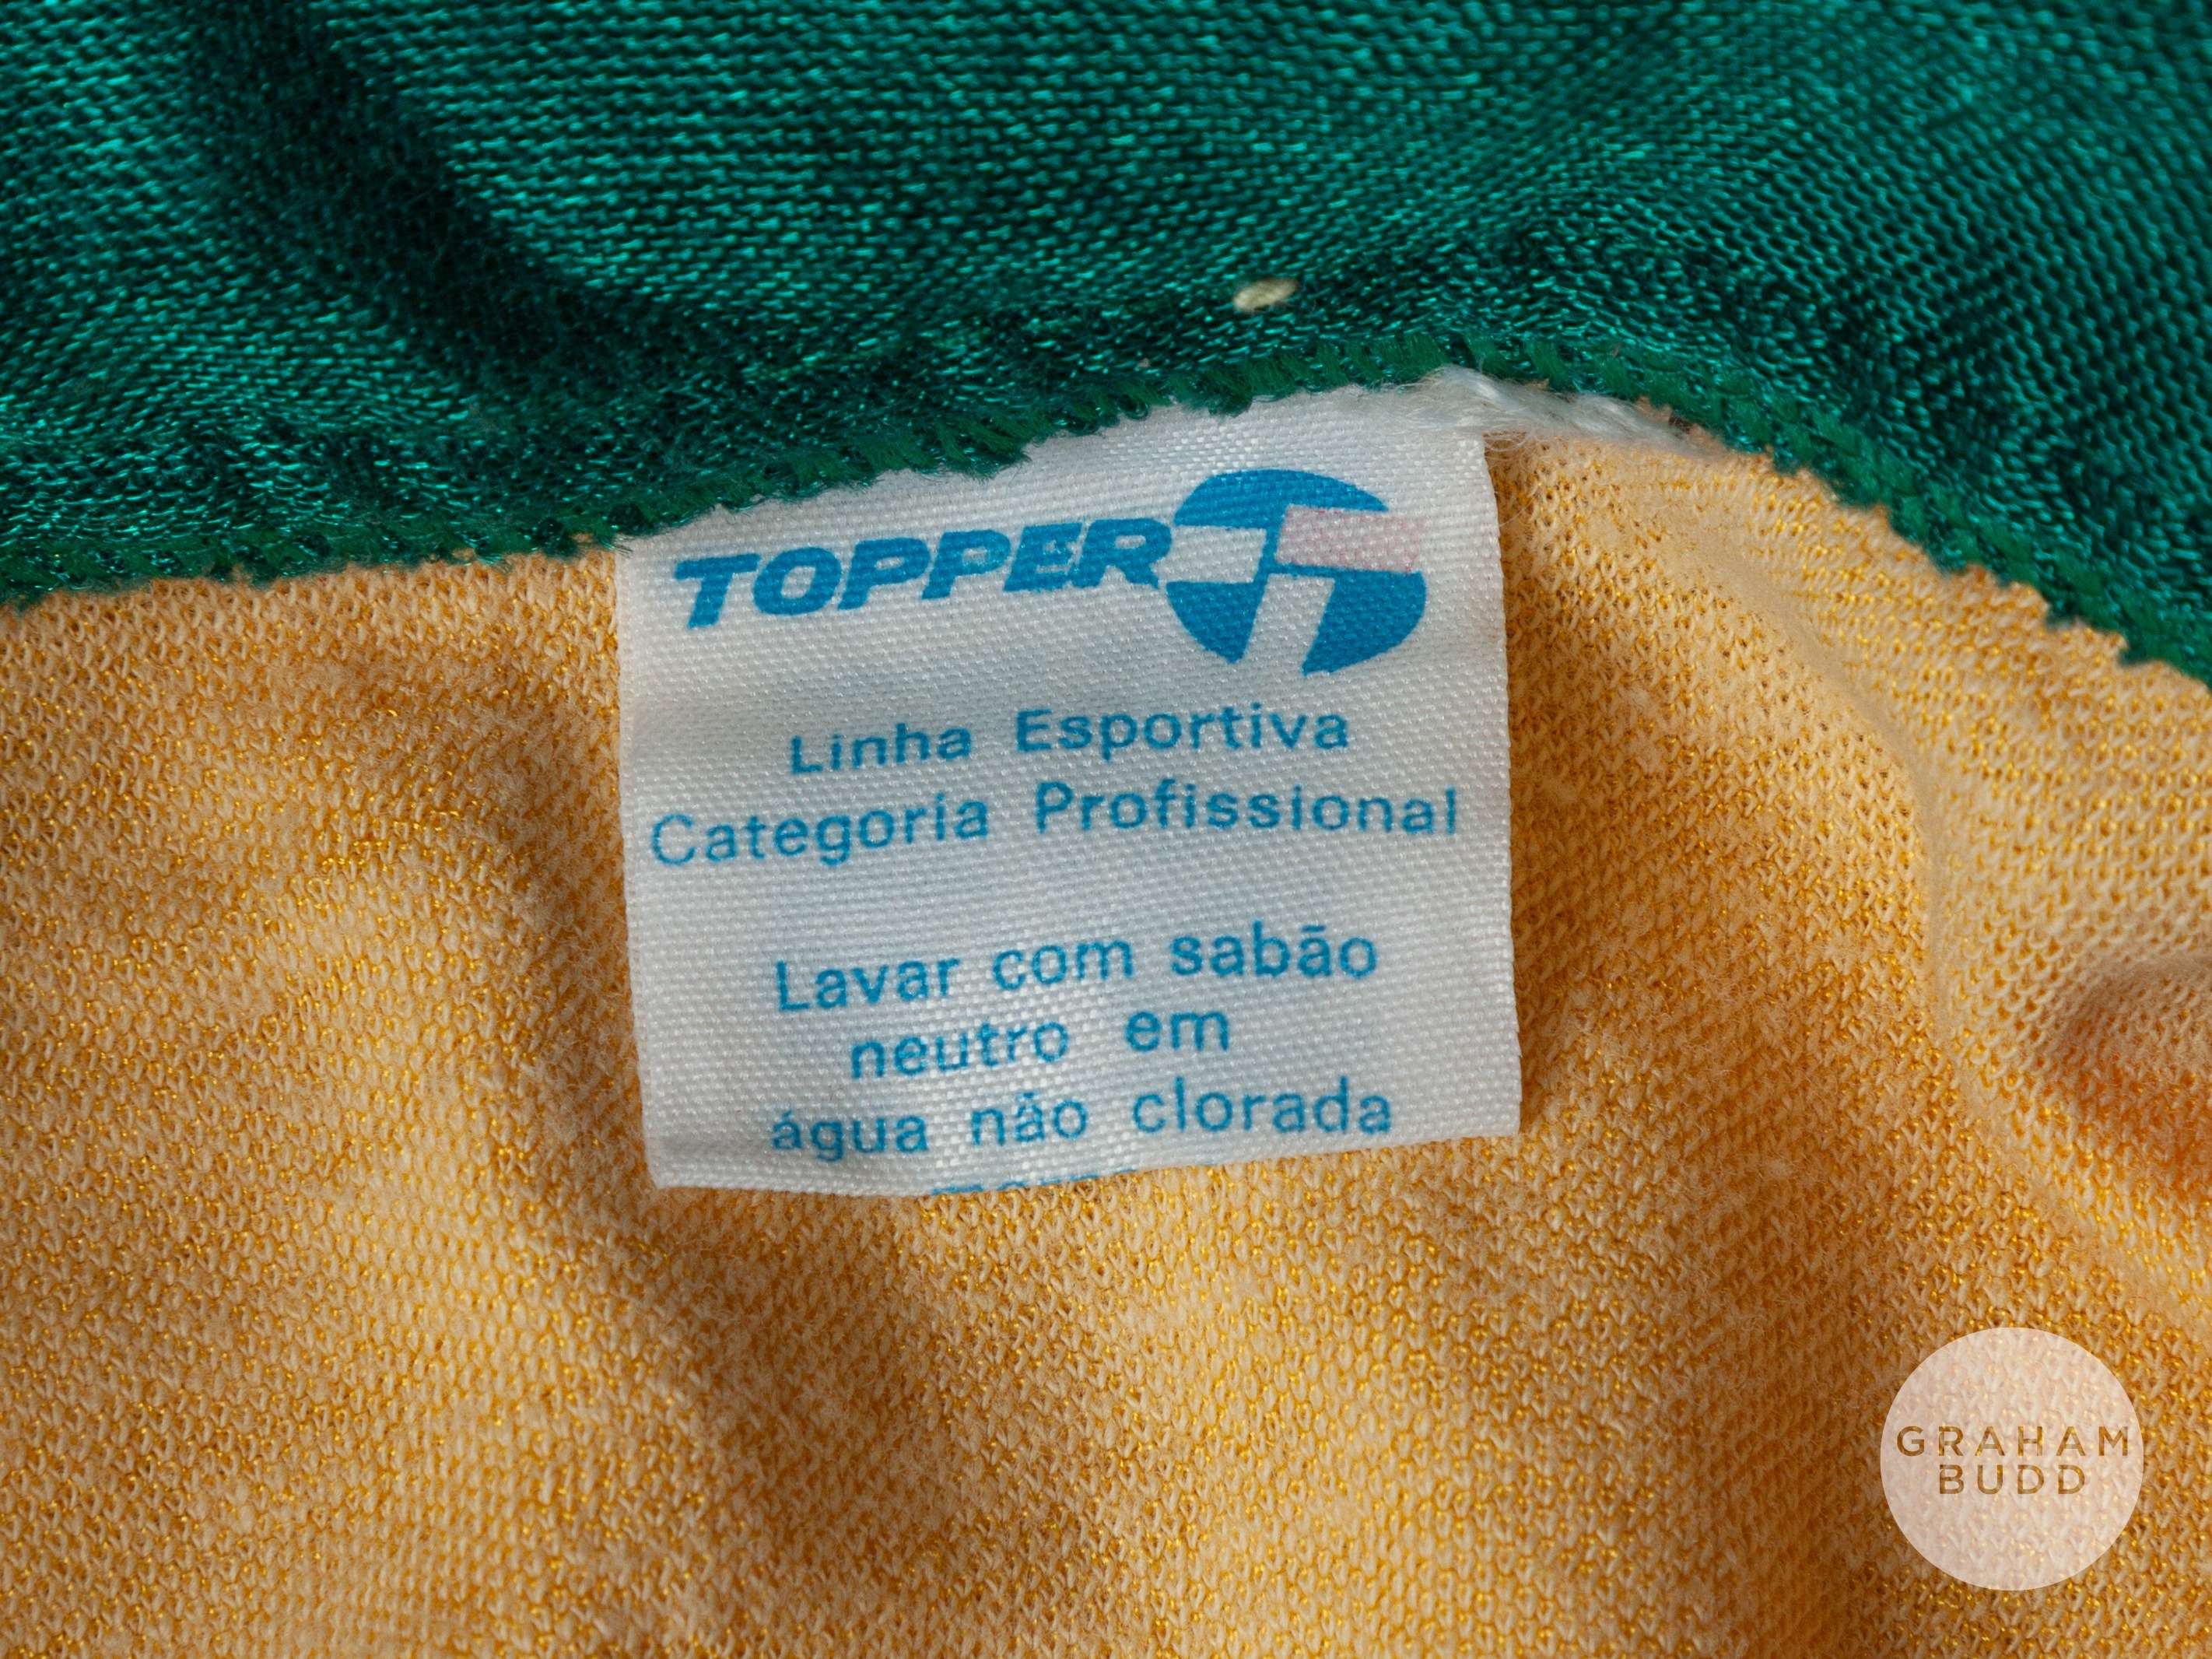 TOPPER
Linha Esportiva
Categoria Profissional
Lavar com sabão
neutro em
água não clorada
GRAHAM
BUDD